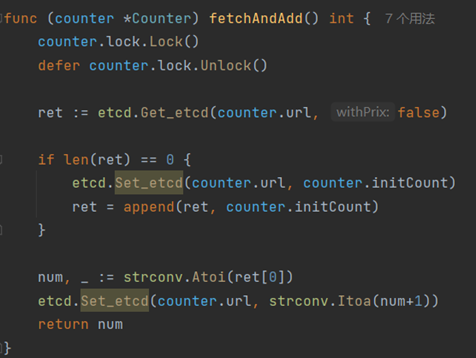 func (counter *Counter) fetchAndAdd() int { 7 个用法
counter.lock.Lock()
defer counter.lock.Unlock()
ret := etcd.Get_etcd(counter.url, withPrix: false)
if len(ret) == 0 {
etcd.Set_etcd(counter.url, counter.initCount)
ret = append(ret, counter.initCount)
}
num, _ := strconv.Atoi(ret[0])
etcd.Set_etcd(counter.url, strconv.Itoa(num+1))
return num
}